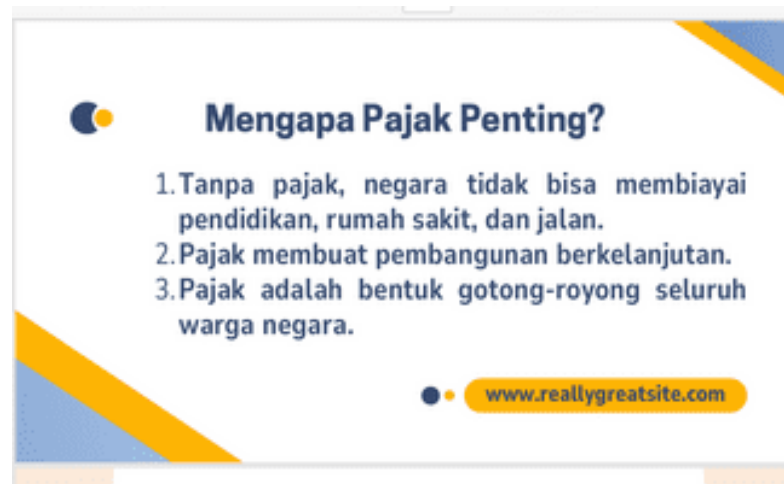 Mengapa Pajak Penting?
1. Tanpa pajak, negara tidak bisa membiayai
pendidikan, rumah sakit, dan jalan.
2. Pajak membuat pembangunan berkelanjutan.
3. Pajak adalah bentuk gotong-royong seluruh
warga negara.
www.reallygreatsite.com